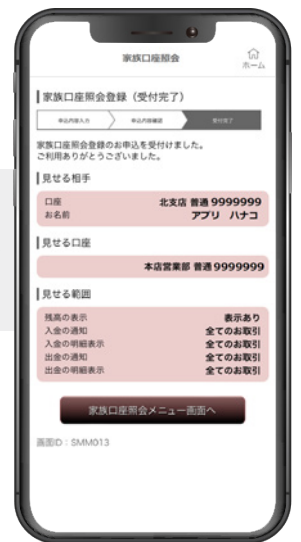 家族口座照会
ホーム
家族口座照会登録（受付完了）
申込内容入力 申込内容確認 受付完了
家族口座照会登録のお申込を受付けました。
ご利用ありがとうございました。
見せる相手
口座 北支店 普通 9999999
お名前 アプリ ハナコ
見せる口座
本店営業部 普通 9999999
見せる範囲
残高の表示 表示あり
入金の通知 全てのお取引
入金の明細表示 全てのお取引
出金の通知 全てのお取引
出金の明細表示 全てのお取引
家族口座照会メニュー画面へ
画面ID：SMM013